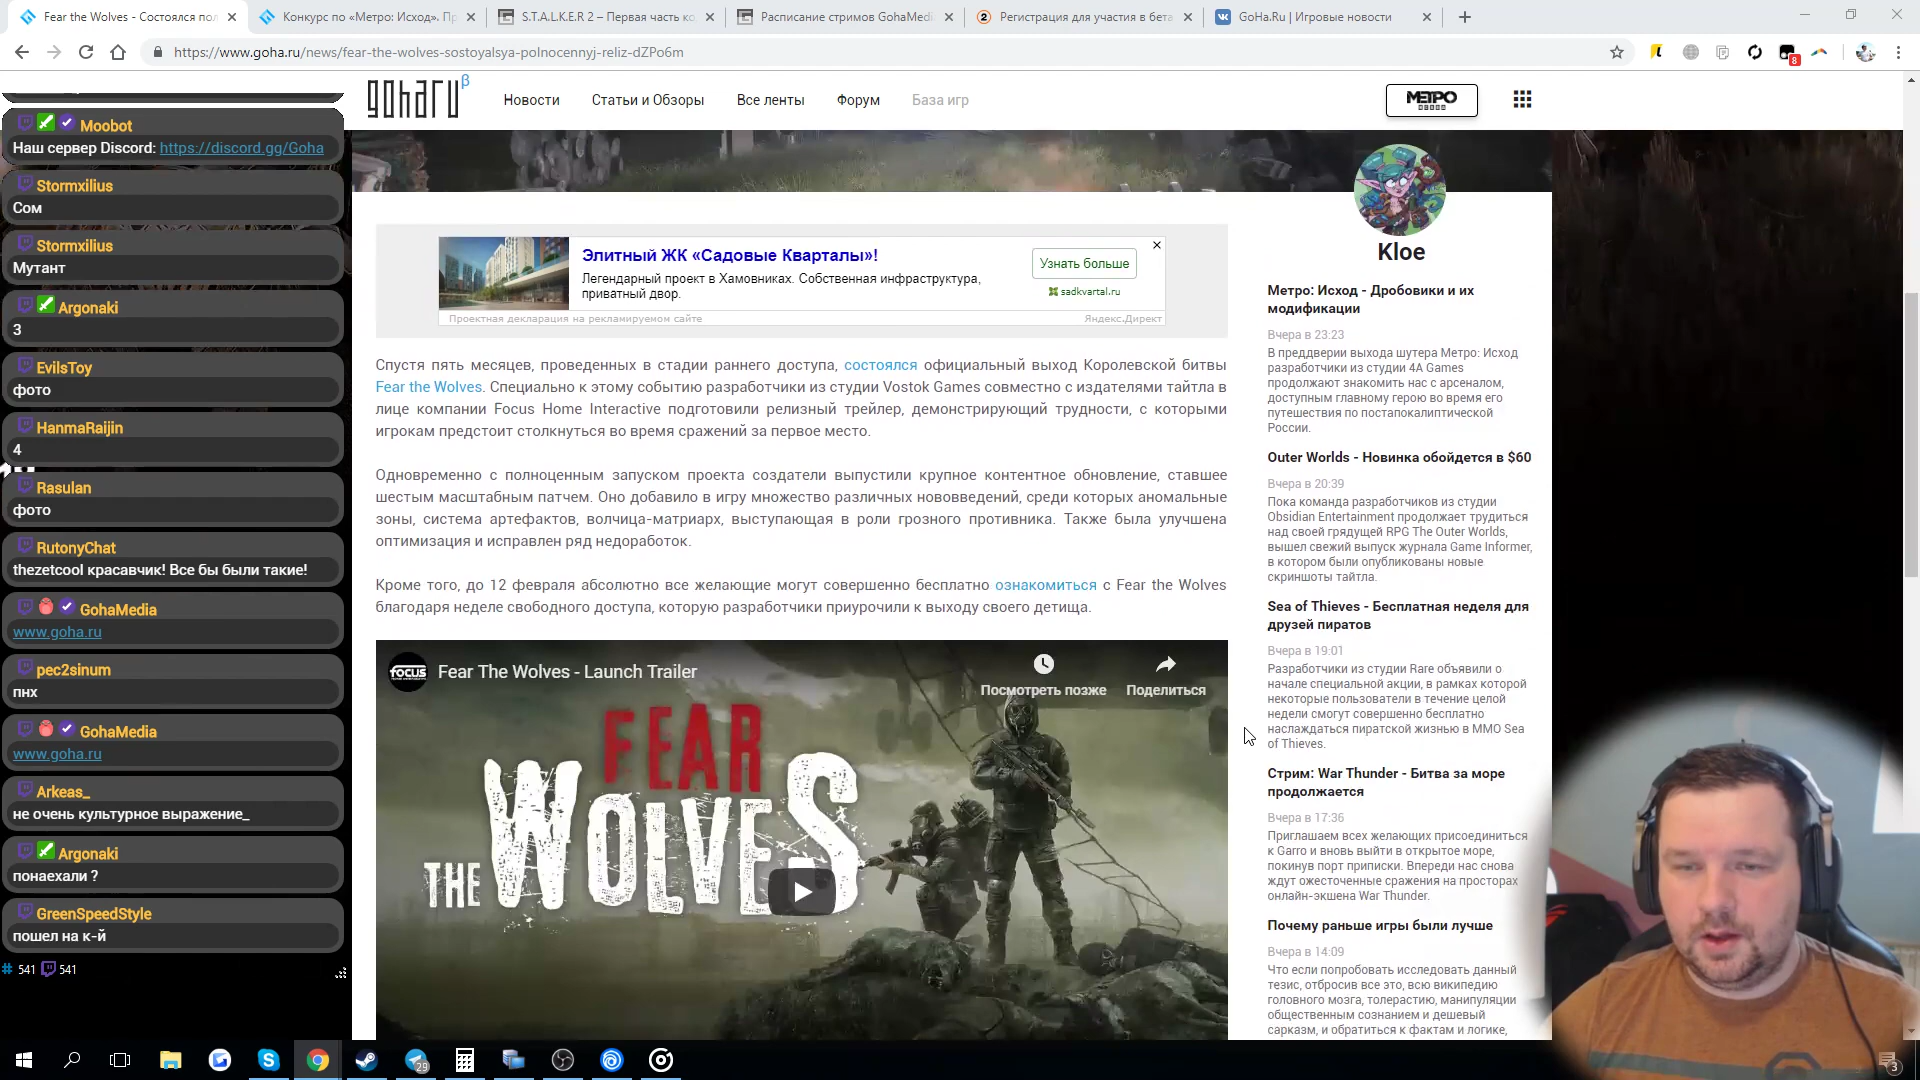 Fear the Wolves - Состоялся пол
Конкурс по «Метро: Исход». Пр
S.T.A.L.K.E.R 2 – Первая часть ко
Расписание стримов GohaMedi
Регистрация для участия в бета
GoHa.Ru | Игровые новости
https://www.goha.ru/news/fear-the-wolves-sostoyalsya-polnocennyj-reliz-dZPo6m
8
goharu β
Новости
Статьи и Обзоры
Все ленты
Форум
База игр
МЕТРО
Moobot
Наш сервер Discord: https://discord.gg/Goha
Stormxilius
Сом
Stormxilius
Мутант
Argonaki
3
EvilsToy
фото
HanmaRaijin
4
Rasulan
фото
RutonyChat
thezetcool красавчик! Все бы были такие!
GohaMedia
www.goha.ru
pec2sinum
пнх
GohaMedia
www.goha.ru
Arkeas_
не очень культурное выражение_
Argonaki
понаехали ?
GreenSpeedStyle
пошел на к-й
# 541 541
Элитный ЖК «Садовые Кварталы»!
Легендарный проект в Хамовниках. Собственная инфраструктура,
приватный двор.
Узнать больше
sadkvartal.ru
Проектная декларация на рекламируемом сайте
Яндекс.Директ
Спустя пять месяцев, проведенных в стадии раннего доступа, состоялся официальный выход Королевской битвы
Fear the Wolves. Специально к этому событию разработчики из студии Vostok Games совместно с издателями тайтла в
лице компании Focus Home Interactive подготовили релизный трейлер, демонстрирующий трудности, с которыми
игрокам предстоит столкнуться во время сражений за первое место.
Одновременно с полноценным запуском проекта создатели выпустили крупное контентное обновление, ставшее
шестым масштабным патчем. Оно добавило в игру множество различных нововведений, среди которых аномальные
зоны, система артефактов, волчица-матриарх, выступающая в роли грозного противника. Также была улучшена
оптимизация и исправлен ряд недоработок.
Кроме того, до 12 февраля абсолютно все желающие могут совершенно бесплатно ознакомиться с Fear the Wolves
благодаря неделе свободного доступа, которую разработчики приурочили к выходу своего детища.
FOCUS
Fear The Wolves - Launch Trailer
Посмотреть позже
Поделиться
FEAR
THE WOLVES
Kloe
Метро: Исход - Дробовики и их
модификации
Вчера в 23:23
В преддверии выхода шутера Метро: Исход
разработчики из студии 4A Games
продолжают знакомить нас с арсеналом,
доступным главному герою во время его
путешествия по постапокалиптической
России.
Outer Worlds - Новинка обойдется в $60
Вчера в 20:39
Пока команда разработчиков из студии
Obsidian Entertainment продолжает трудиться
над своей грядущей RPG The Outer Worlds,
вышел свежий выпуск журнала Game Informer,
в котором были опубликованы новые
скриншоты тайтла.
Sea of Thieves - Бесплатная неделя для
друзей пиратов
Вчера в 19:01
Разработчики из студии Rare объявили о
начале специальной акции, в рамках которой
некоторые пользователи в течение целой
недели смогут совершенно бесплатно
наслаждаться пиратской жизнью в MMO Sea
of Thieves.
Стрим: War Thunder - Битва за море
продолжается
Вчера в 17:36
Приглашаем всех желающих присоединиться
к Garro и вновь выйти в открытое море,
покинув порт приписки. Впереди нас снова
ждут ожесточенные сражения на просторах
онлайн-экшена War Thunder.
Почему раньше игры были лучше
Вчера в 14:09
Что если попробовать исследовать данный
тезис, отбросив все это, всю википедию
головного мозга, толерастию, манипуляции
общественным сознанием и дешевый
сарказм, и обратиться к фактам и логике,
29
3